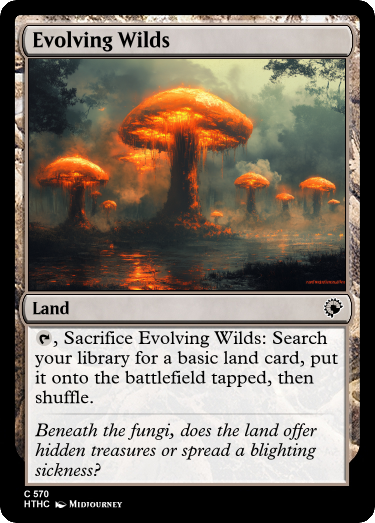 Evolving Wilds
Land
, Sacrifice Evolving Wilds: Search
your library for a basic land card, put
it onto the battlefield tapped, then
shuffle.
Beneath the fungi, does the land offer
hidden treasures or spread a blighting
sickness?
C 570
HTHC Midjourney